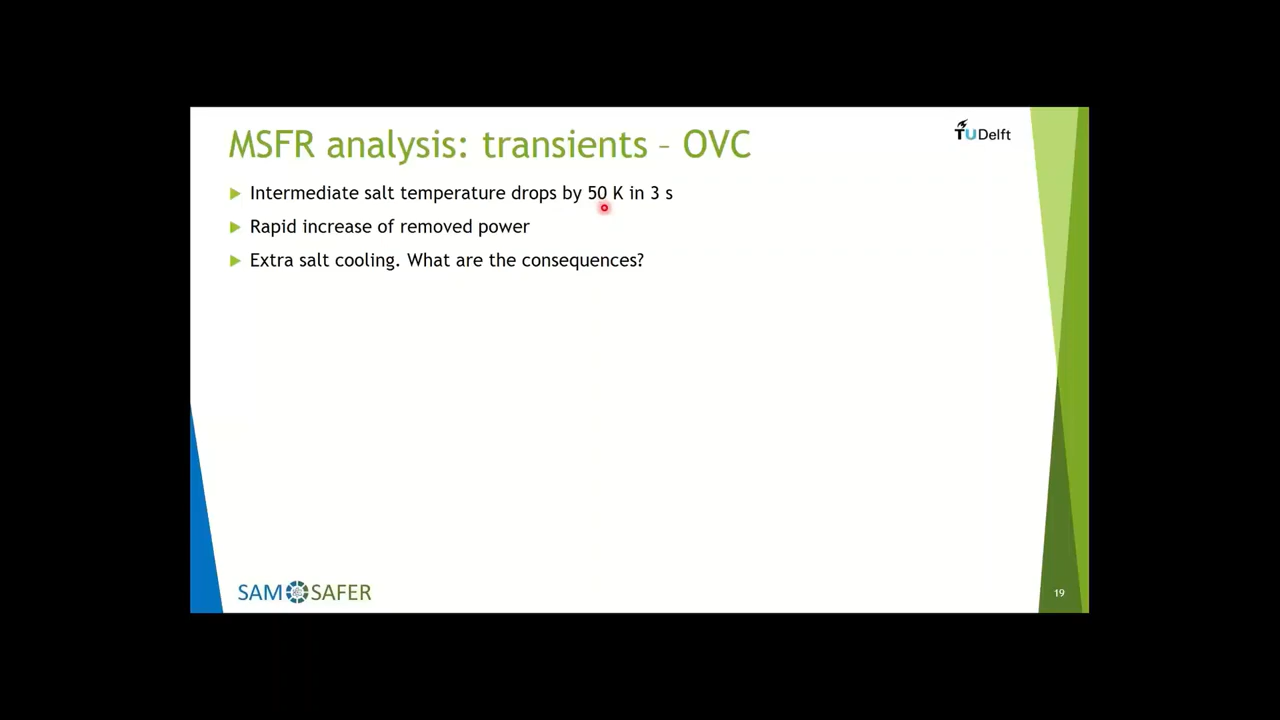 MSFR analysis: transients – OVC
TU Delft
Intermediate salt temperature drops by 50 K in 3 s
Rapid increase of removed power
Extra salt cooling. What are the consequences?
SAM SAFER
19